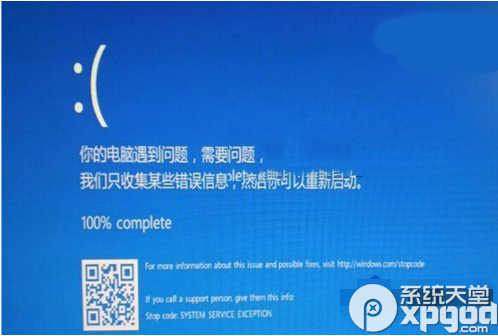 :(
你的电脑遇到问题，需要问题，
我们只收集某些错误信息，然后你可以重新启动。
100% complete
For more information about this issue and possible fixes, visit http://windows.com/stopcode
If you call a support person, give them this info:
Stop code: SYSTEM SERVICE EXCEPTION
系统天堂
xpgod